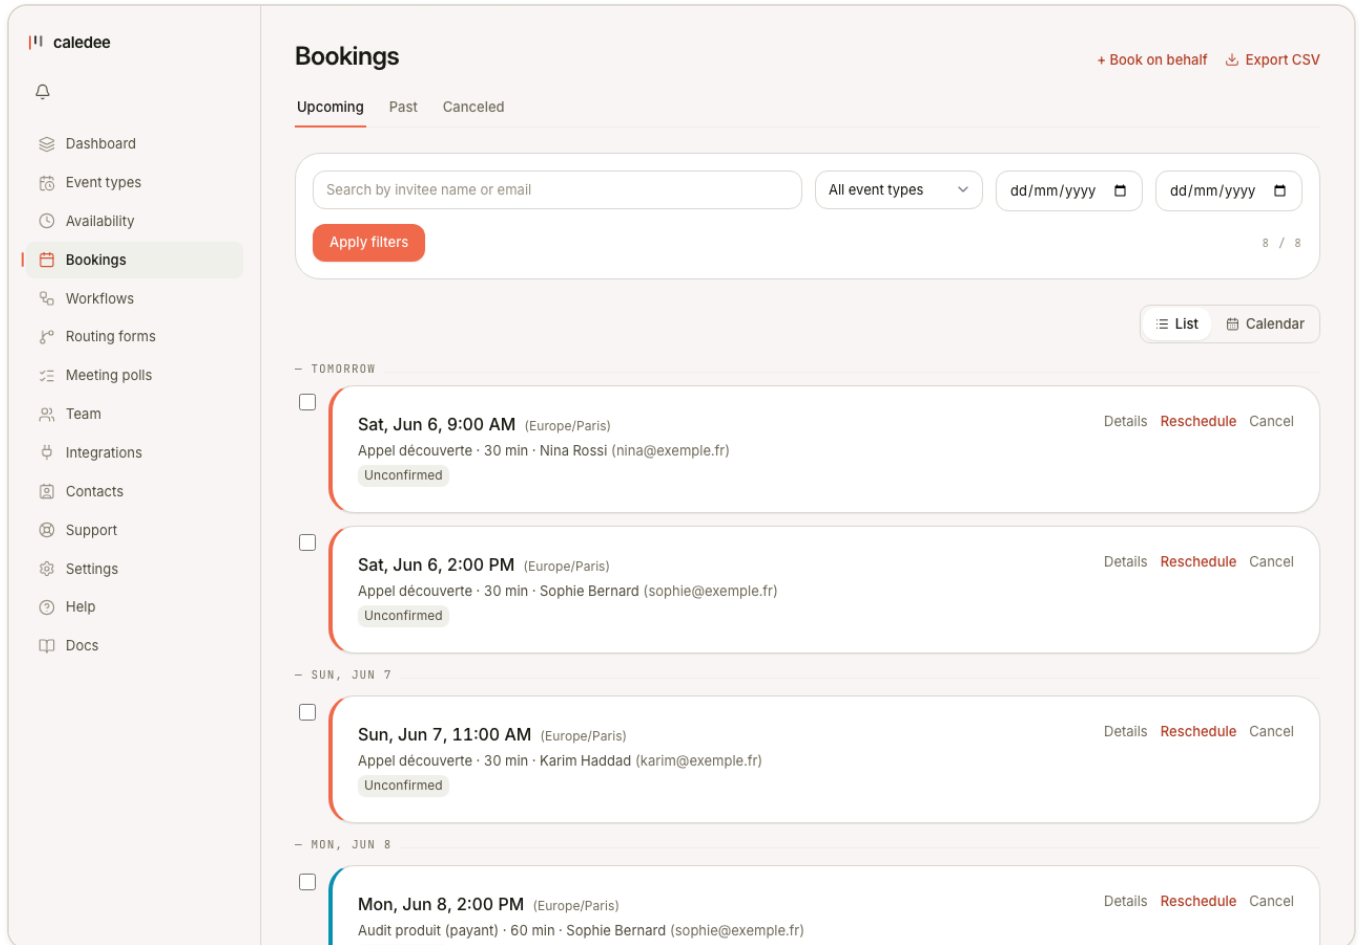 caledee
Dashboard
Event types
Availability
Bookings
Workflows
Routing forms
Meeting polls
Team
Integrations
Contacts
Support
Settings
Help
Docs
Bookings
+ Book on behalf
Export CSV
Upcoming Past Canceled
Search by invitee name or email
All event types
dd/mm/yyyy
dd/mm/yyyy
Apply filters
8 / 8
List
Calendar
— TOMORROW
Sat, Jun 6, 9:00 AM (Europe/Paris)
Details Reschedule Cancel
Appel découverte · 30 min · Nina Rossi (nina@exemple.fr)
Unconfirmed
Sat, Jun 6, 2:00 PM (Europe/Paris)
Details Reschedule Cancel
Appel découverte · 30 min · Sophie Bernard (sophie@exemple.fr)
Unconfirmed
— SUN, JUN 7
Sun, Jun 7, 11:00 AM (Europe/Paris)
Details Reschedule Cancel
Appel découverte · 30 min · Karim Haddad (karim@exemple.fr)
Unconfirmed
— MON, JUN 8
Mon, Jun 8, 2:00 PM (Europe/Paris)
Details Reschedule Cancel
Audit produit (payant) · 60 min · Sophie Bernard (sophie@exemple.fr)